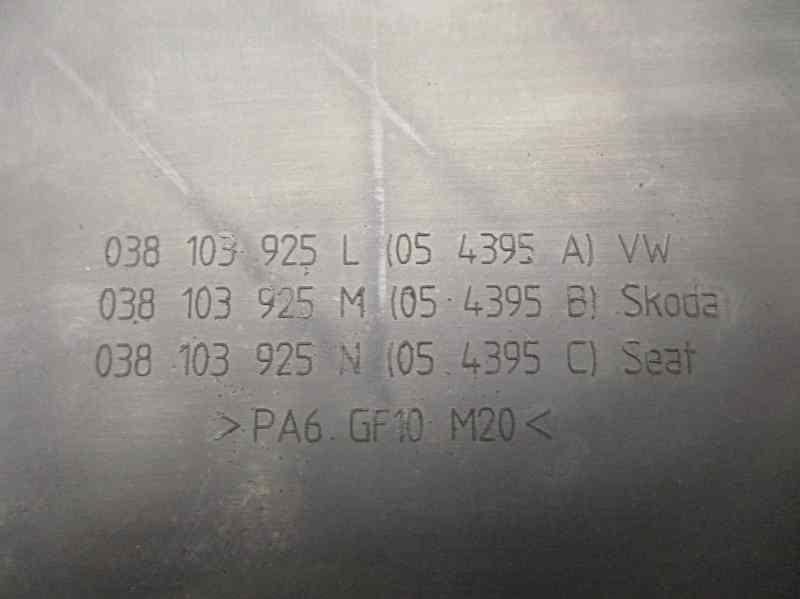 038 103 925 L (05 4395 A) VW
038 103 925 M (05 4395 B) Skoda
038 103 925 N (05 4395 C) Seat
>PA6 GF10 M20<